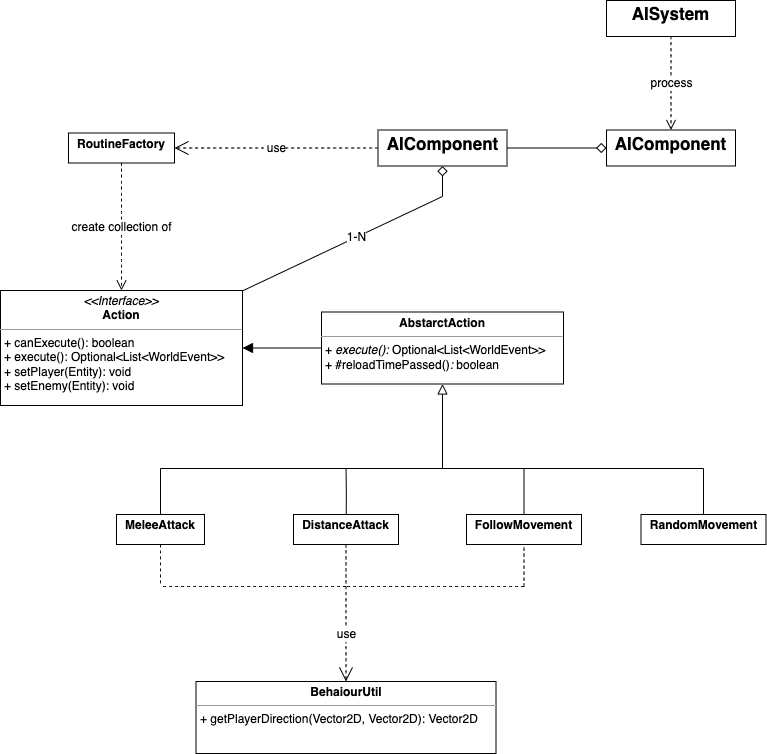 AISystem
process
RoutineFactory
use
AIComponent
AIComponent
create collection of
1-N
<<Interface>>
Action
+ canExecute(): boolean
+ execute(): Optional<List<WorldEvent>>
+ setPlayer(Entity): void
+ setEnemy(Entity): void
AbstarctAction
+ execute(): Optional<List<WorldEvent>>
+ #reloadTimePassed(): boolean
MeleeAttack
DistanceAttack
FollowMovement
RandomMovement
use
BehaiourUtil
+ getPlayerDirection(Vector2D, Vector2D): Vector2D